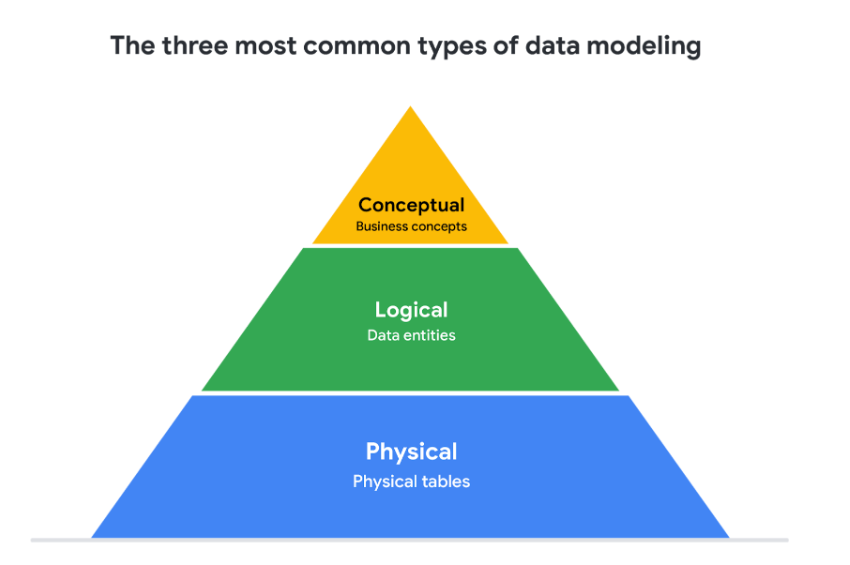 The three most common types of data modeling
Conceptual
Business concepts
Logical
Data entities
Physical
Physical tables